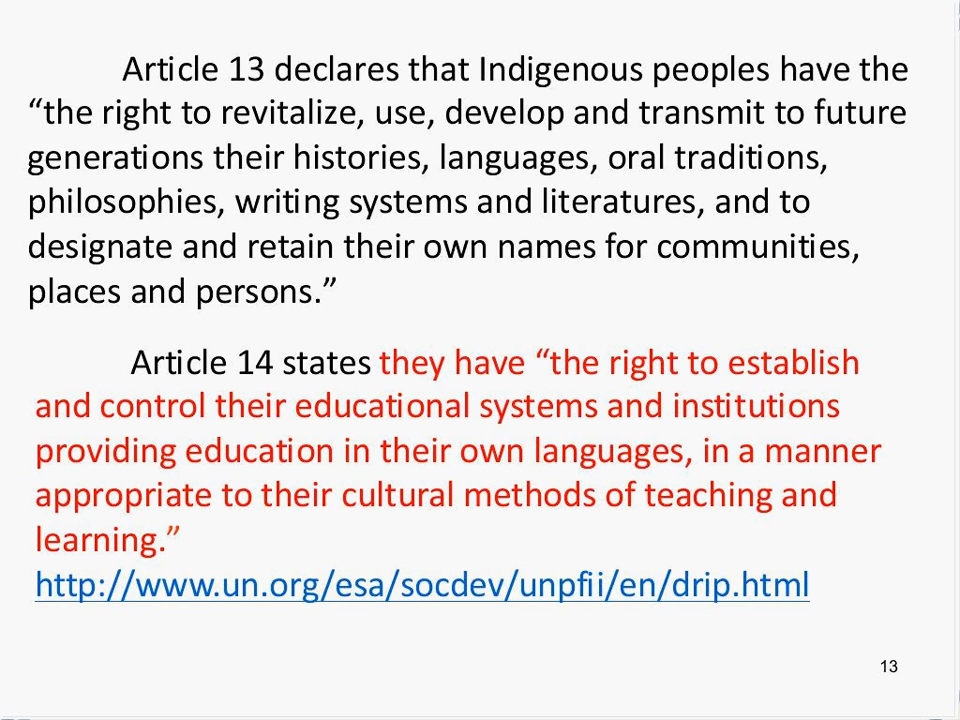 Article 13 declares that Indigenous peoples have the
“the right to revitalize, use, develop and transmit to future
generations their histories, languages, oral traditions,
philosophies, writing systems and literatures, and to
designate and retain their own names for communities,
places and persons.”
Article 14 states they have “the right to establish
and control their educational systems and institutions
providing education in their own languages, in a manner
appropriate to their cultural methods of teaching and
learning.”
http://www.un.org/esa/socdev/unpfii/en/drip.html
13